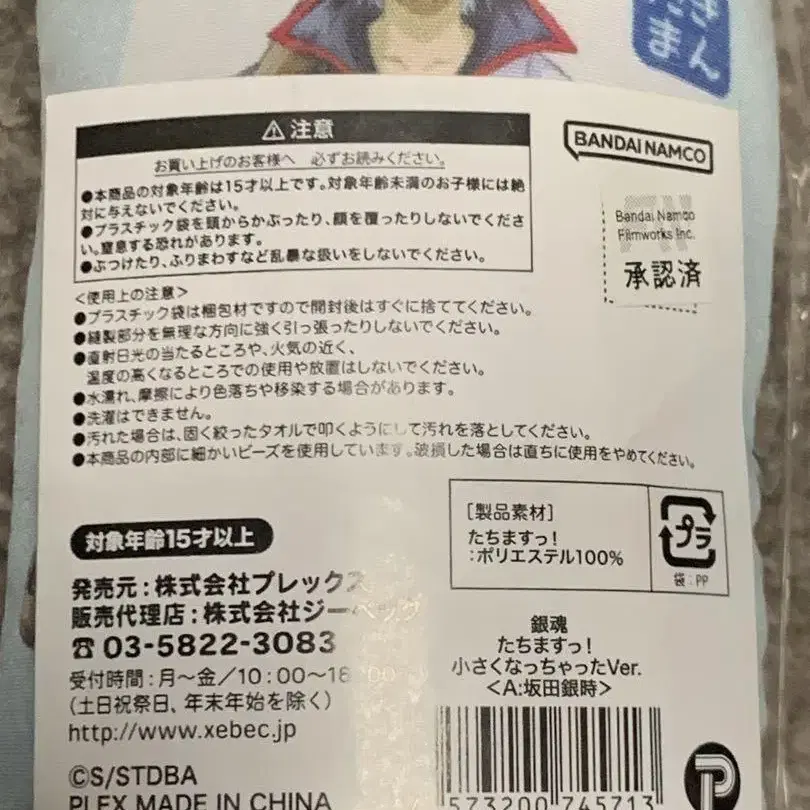 まん
⚠注意
お買い上げのお客様へ 必ずお読みください。
●本商品の対象年齢は15才以上です。対象年齢未満のお子様には絶
対に与えないでください。
●プラスチック袋を頭からかぶったり、顔を覆ったりしないでくださ
い。窒息する恐れがあります。
●ぶつけたり、ふりまわすなど乱暴な扱いをしないでください。
BANDAI NAMCO
Bandai Namco
Filmworks Inc.
承認済
<使用上の注意>
●プラスチック袋は梱包材ですので開封後はすぐに捨ててください。
●縫製部分を無理な方向に強く引っ張ったりしないでください。
●直射日光の当たるところや、火気の近く、
温度の高くなるところでの使用や放置はしないでください。
●水濡れ、摩擦により色落ちや移染する場合があります。
●洗濯はできません。
●汚れた場合は、固く絞ったタオルで叩くようにして汚れを落としてください。
●本商品の内部に細かいビーズを使用しています。破損した場合は直ちに使用をやめてください。
[製品素材]
たちますっ!
:ポリエステル100%
プラ
袋:PP
対象年齢15才以上
発売元:株式会社プレックス
販売代理店:株式会社
☎03-5822-3083
受付時間:月~金/10:00~18:00
(土日祝祭日、年末年始を除く)
http://www.xebec.jp
©S/STDBA
PLEX MADE IN CHINA
銀魂
たちますっ!
小さくなっちゃったVer.
<A:坂田銀時>
573200 745713
P